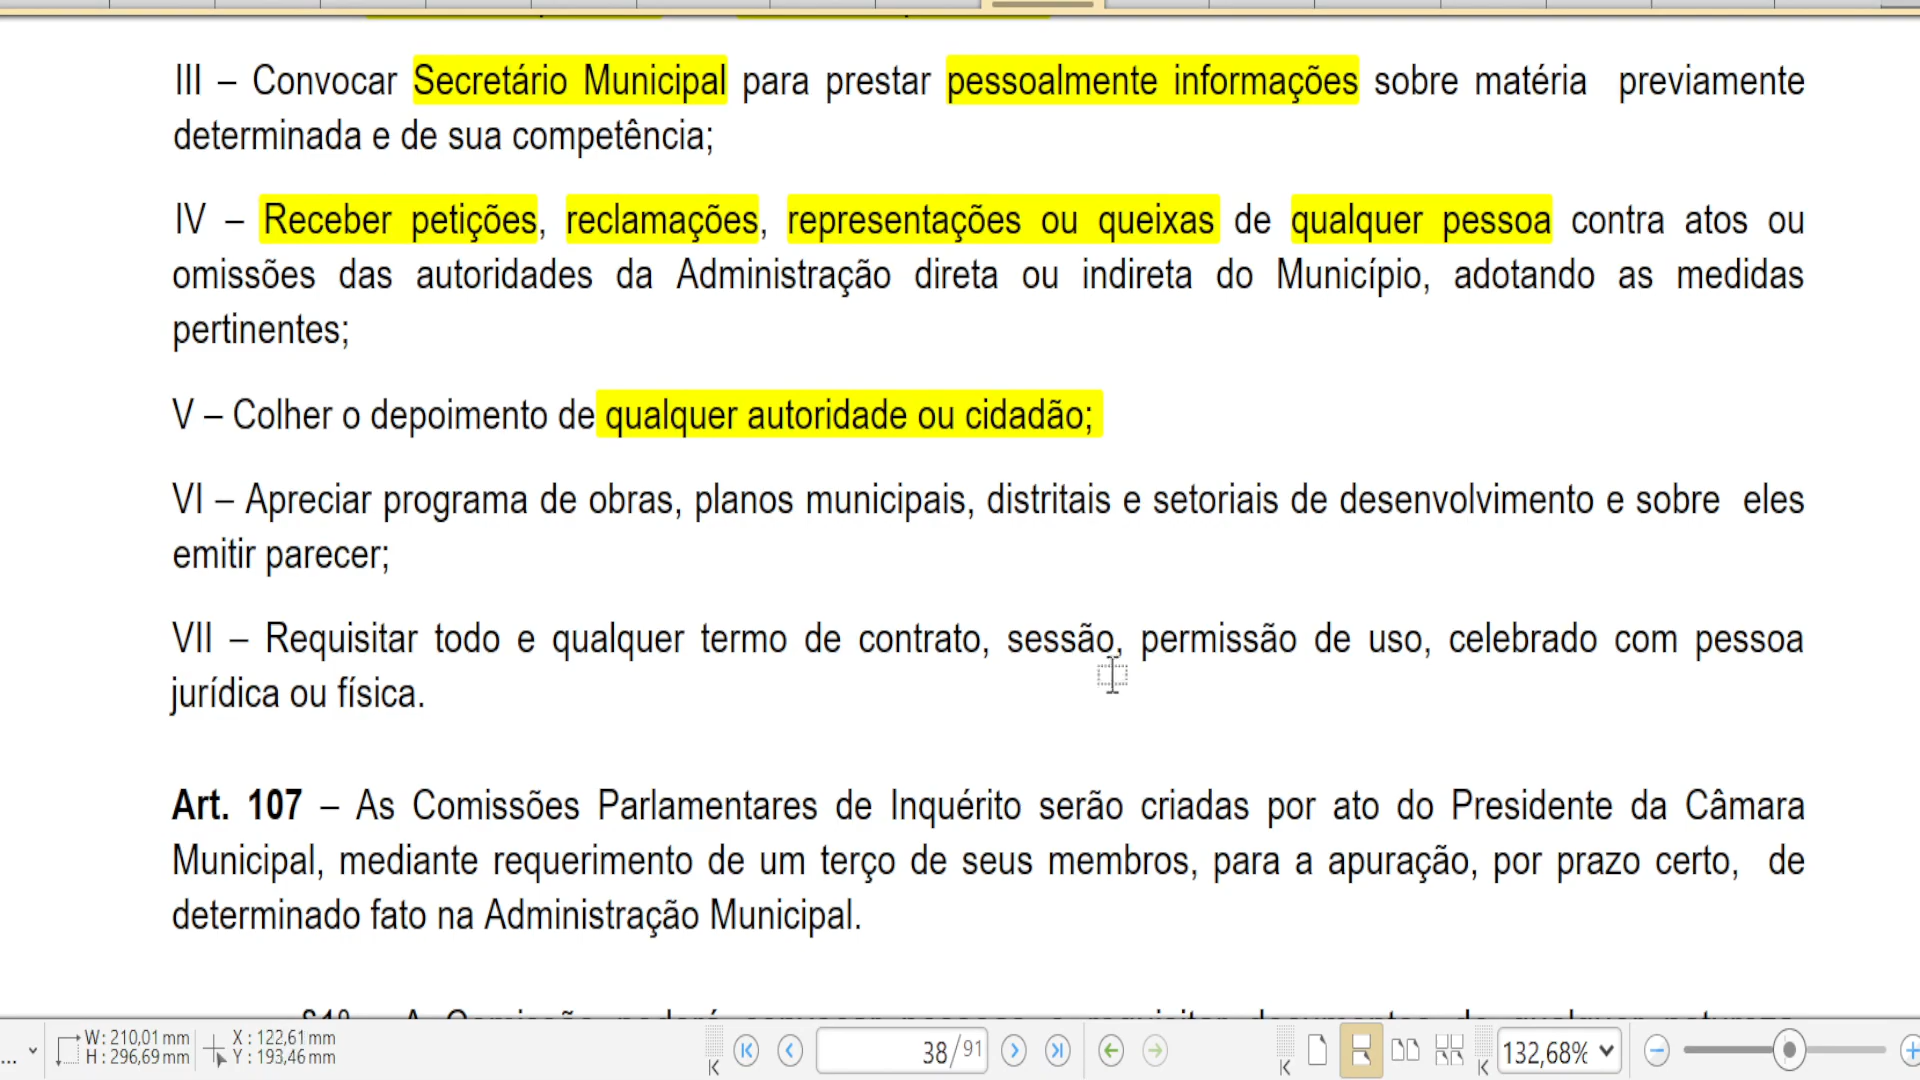 III – Convocar Secretário Municipal para prestar pessoalmente informações sobre matéria previamente
determinada e de sua competência;
IV – Receber petições, reclamações, representações ou queixas de qualquer pessoa contra atos ou
omissões das autoridades da Administração direta ou indireta do Município, adotando as medidas
pertinentes;
V – Colher o depoimento de qualquer autoridade ou cidadão;
VI – Apreciar programa de obras, planos municipais, distritais e setoriais de desenvolvimento e sobre eles
emitir parecer;
VII – Requisitar todo e qualquer termo de contrato, sessão, permissão de uso, celebrado com pessoa
jurídica ou física.
Art. 107 – As Comissões Parlamentares de Inquérito serão criadas por ato do Presidente da Câmara
Municipal, mediante requerimento de um terço de seus membros, para a apuração, por prazo certo, de
determinado fato na Administração Municipal.
... W: 210,01 mm X : 122,61 mm 38/91 132,68%
H : 296,69 mm Y : 193,46 mm